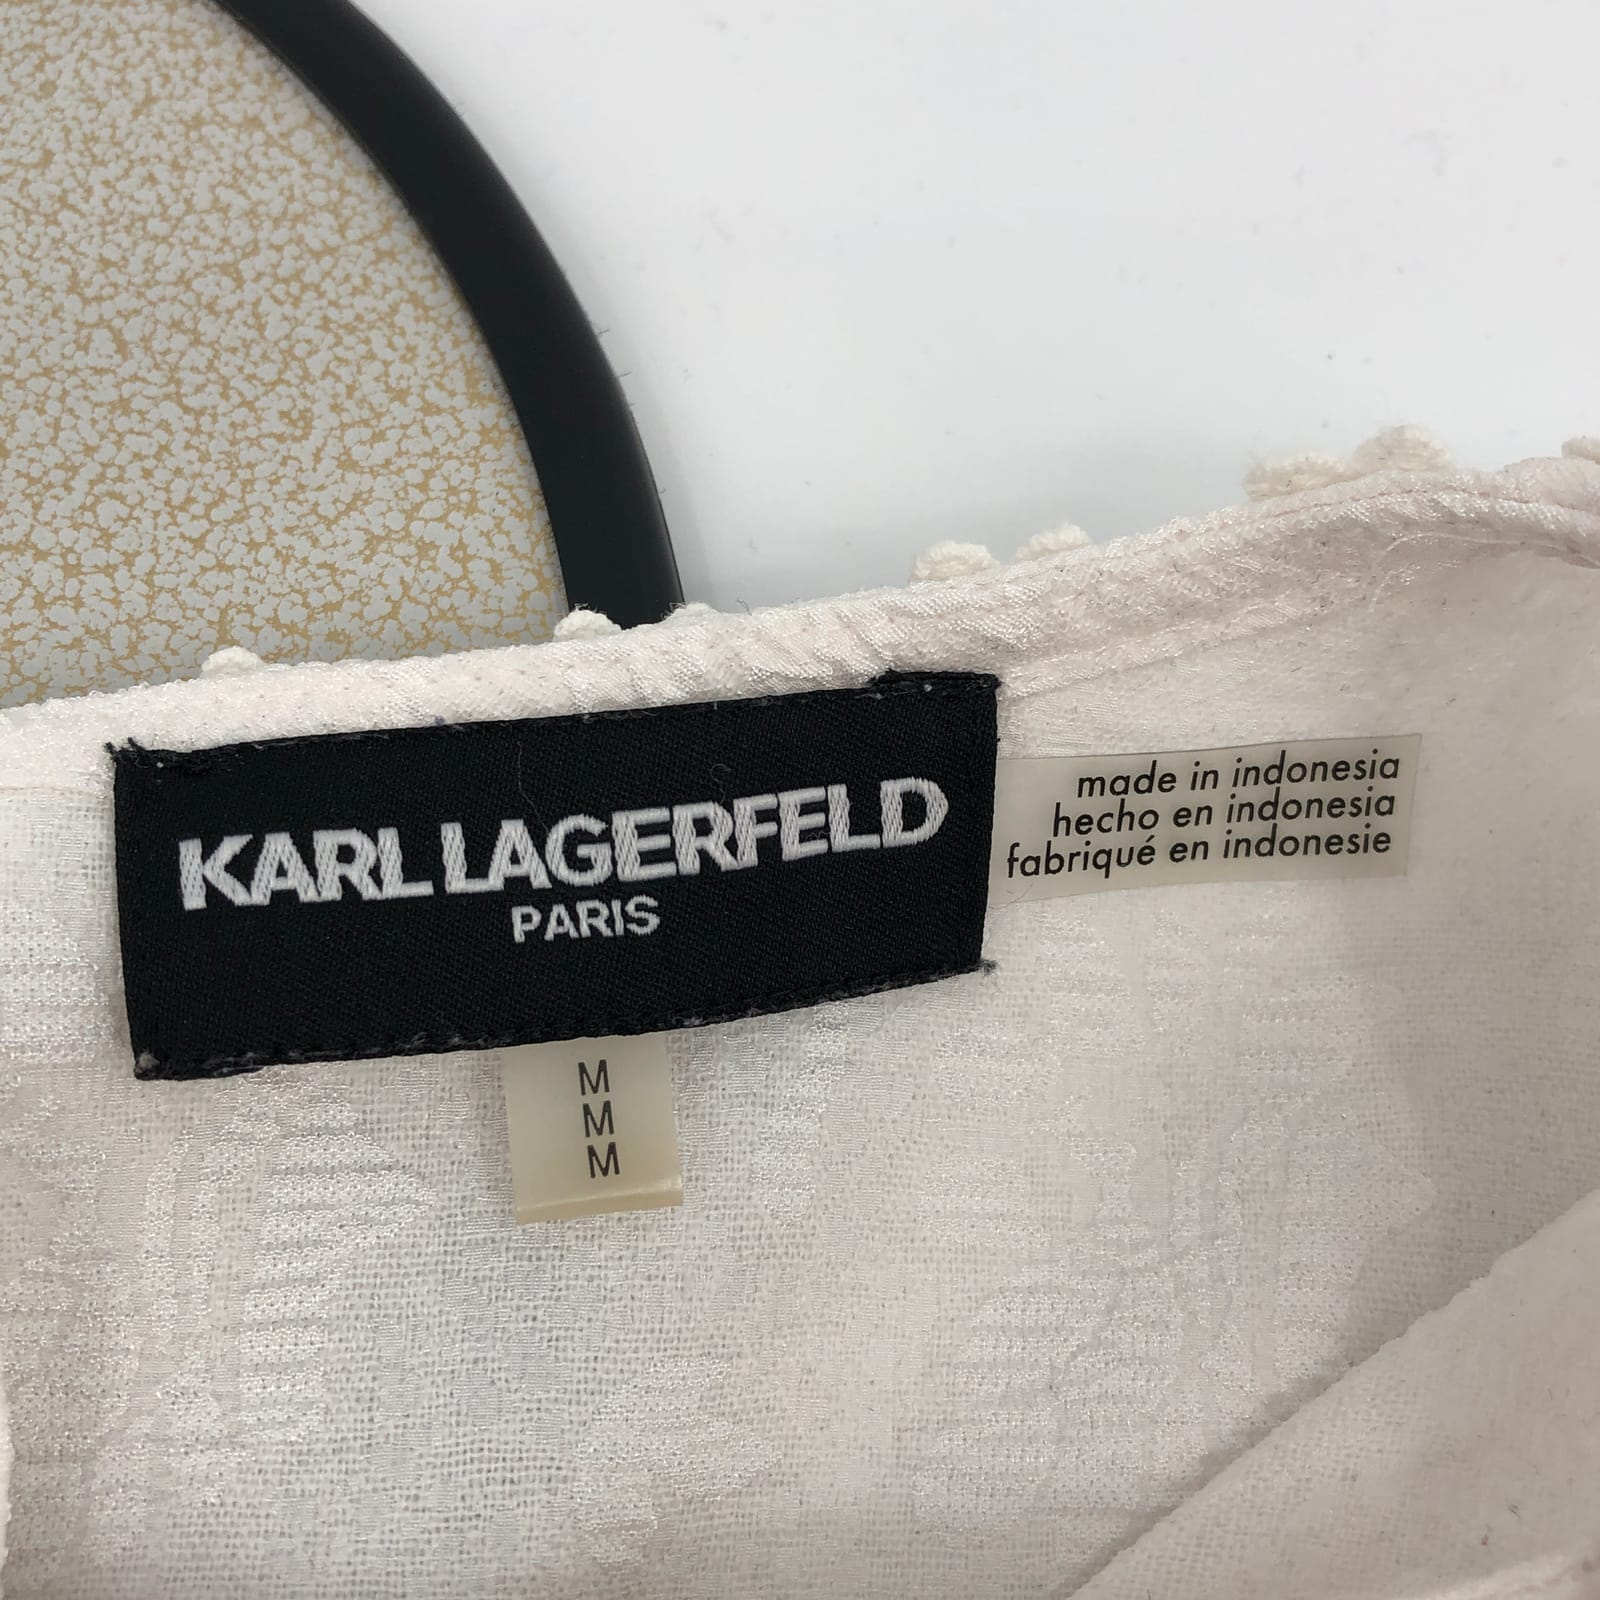 KARL LAGERFELD
PARIS
made in indonesia
hecho en indonesia
fabriqué en indonesie
M
M
M